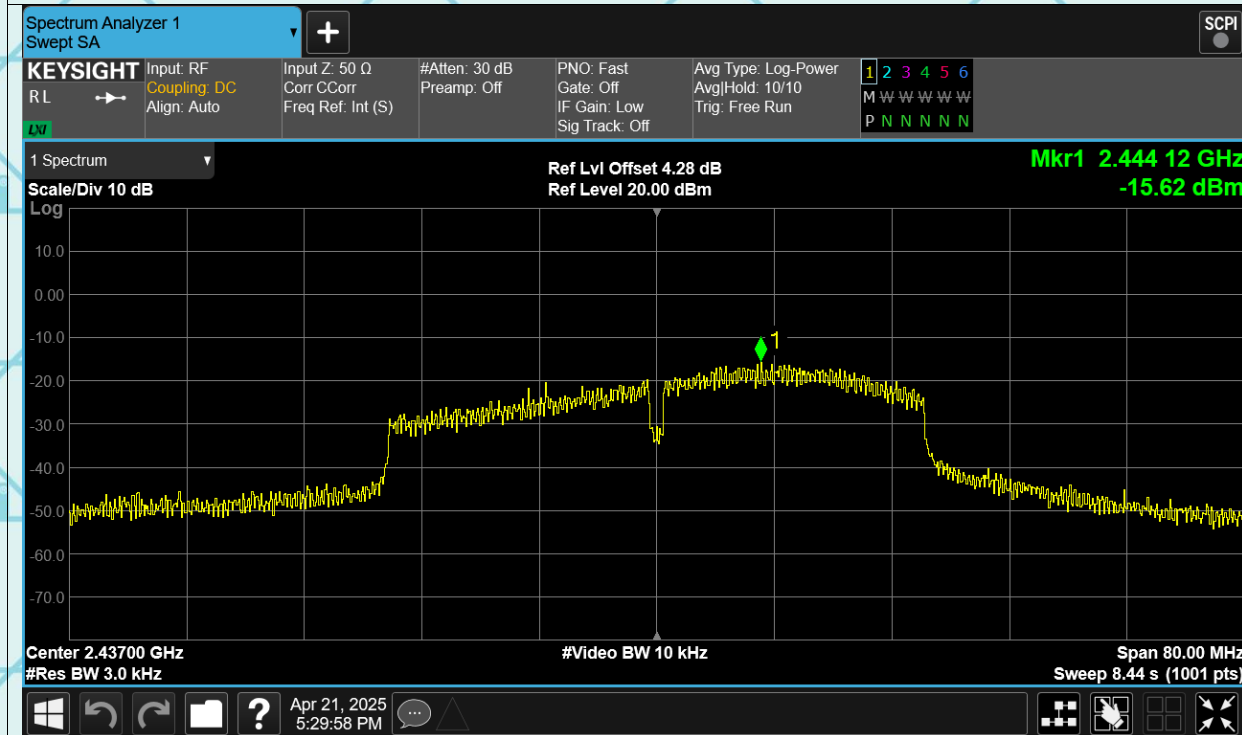 Spectrum Analyzer 1
Swept SA
+
SCPI
KEYSIGHT
RL
LXI
Input: RF
Coupling: DC
Align: Auto
Input Z: 50 Ω
Corr CCorr
Freq Ref: Int (S)
#Atten: 30 dB
Preamp: Off
PNO: Fast
Gate: Off
IF Gain: Low
Sig Track: Off
Avg Type: Log-Power
Avg|Hold: 10/10
Trig: Free Run
1 2 3 4 5 6
M W W W W W
P N N N N N
1 Spectrum
Scale/Div 10 dB
Log
Ref Lvl Offset 4.28 dB
Ref Level 20.00 dBm
Mkr1 2.444 12 GHz
-15.62 dBm
10.0
0.00
-10.0
-20.0
-30.0
-40.0
-50.0
-60.0
-70.0
1
Center 2.43700 GHz
#Video BW 10 kHz
Span 80.00 MHz
#Res BW 3.0 kHz
Sweep 8.44 s (1001 pts)
?
Apr 21, 2025
5:29:58 PM